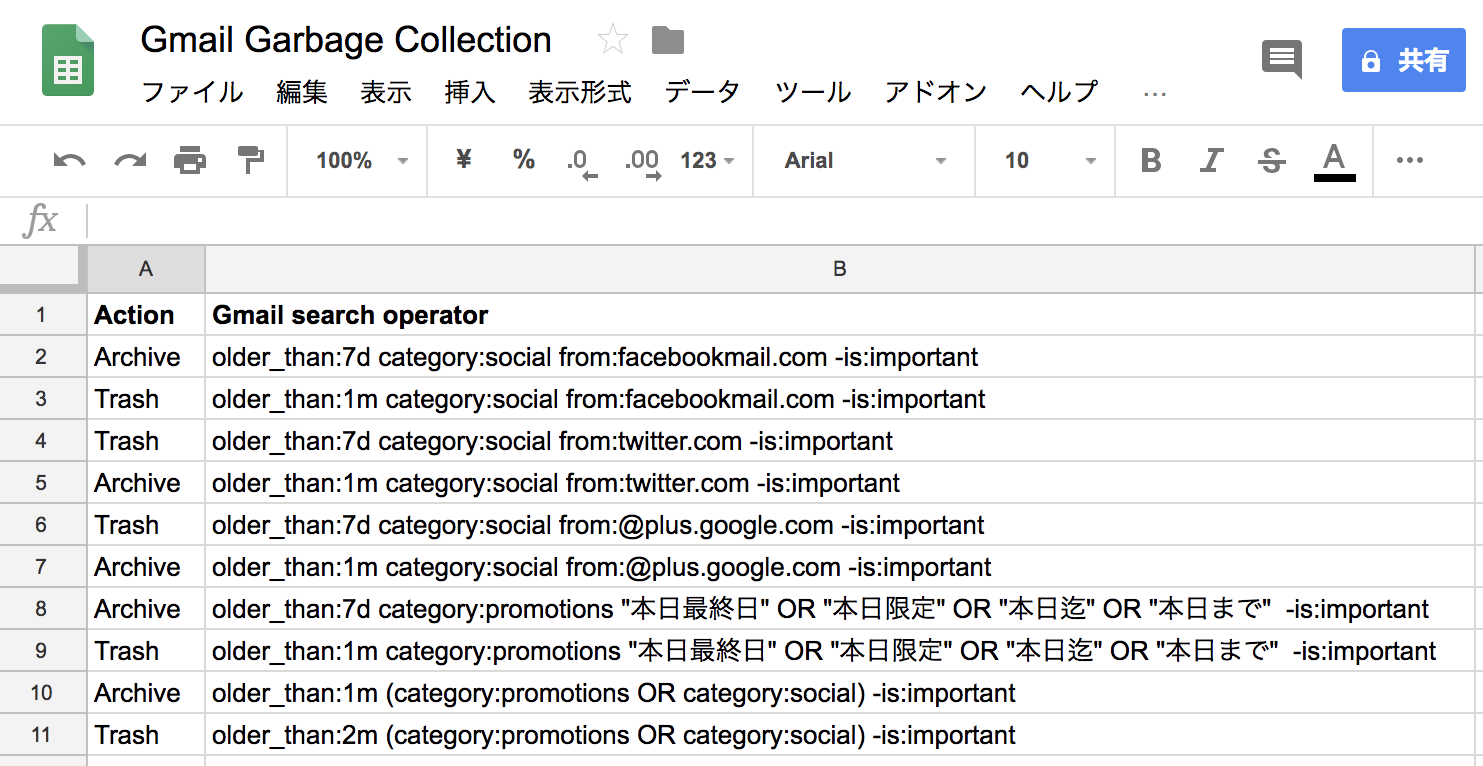 Gmail Garbage Collection
ファイル 編集 表示 挿入 表示形式 データ ツール アドオン ヘルプ ...
共有
100% ¥ % .0 .00 123 Arial 10 B I S A ...
fx
A B
1 Action Gmail search operator
2 Archive older_than:7d category:social from:facebookmail.com -is:important
3 Trash older_than:1m category:social from:facebookmail.com -is:important
4 Trash older_than:7d category:social from:twitter.com -is:important
5 Archive older_than:1m category:social from:twitter.com -is:important
6 Trash older_than:7d category:social from:@plus.google.com -is:important
7 Archive older_than:1m category:social from:@plus.google.com -is:important
8 Archive older_than:7d category:promotions "本日最終日" OR "本日限定" OR "本日迄" OR "本日まで"  -is:important
9 Trash older_than:1m category:promotions "本日最終日" OR "本日限定" OR "本日迄" OR "本日まで"  -is:important
10 Archive older_than:1m (category:promotions OR category:social) -is:important
11 Trash older_than:2m (category:promotions OR category:social) -is:important